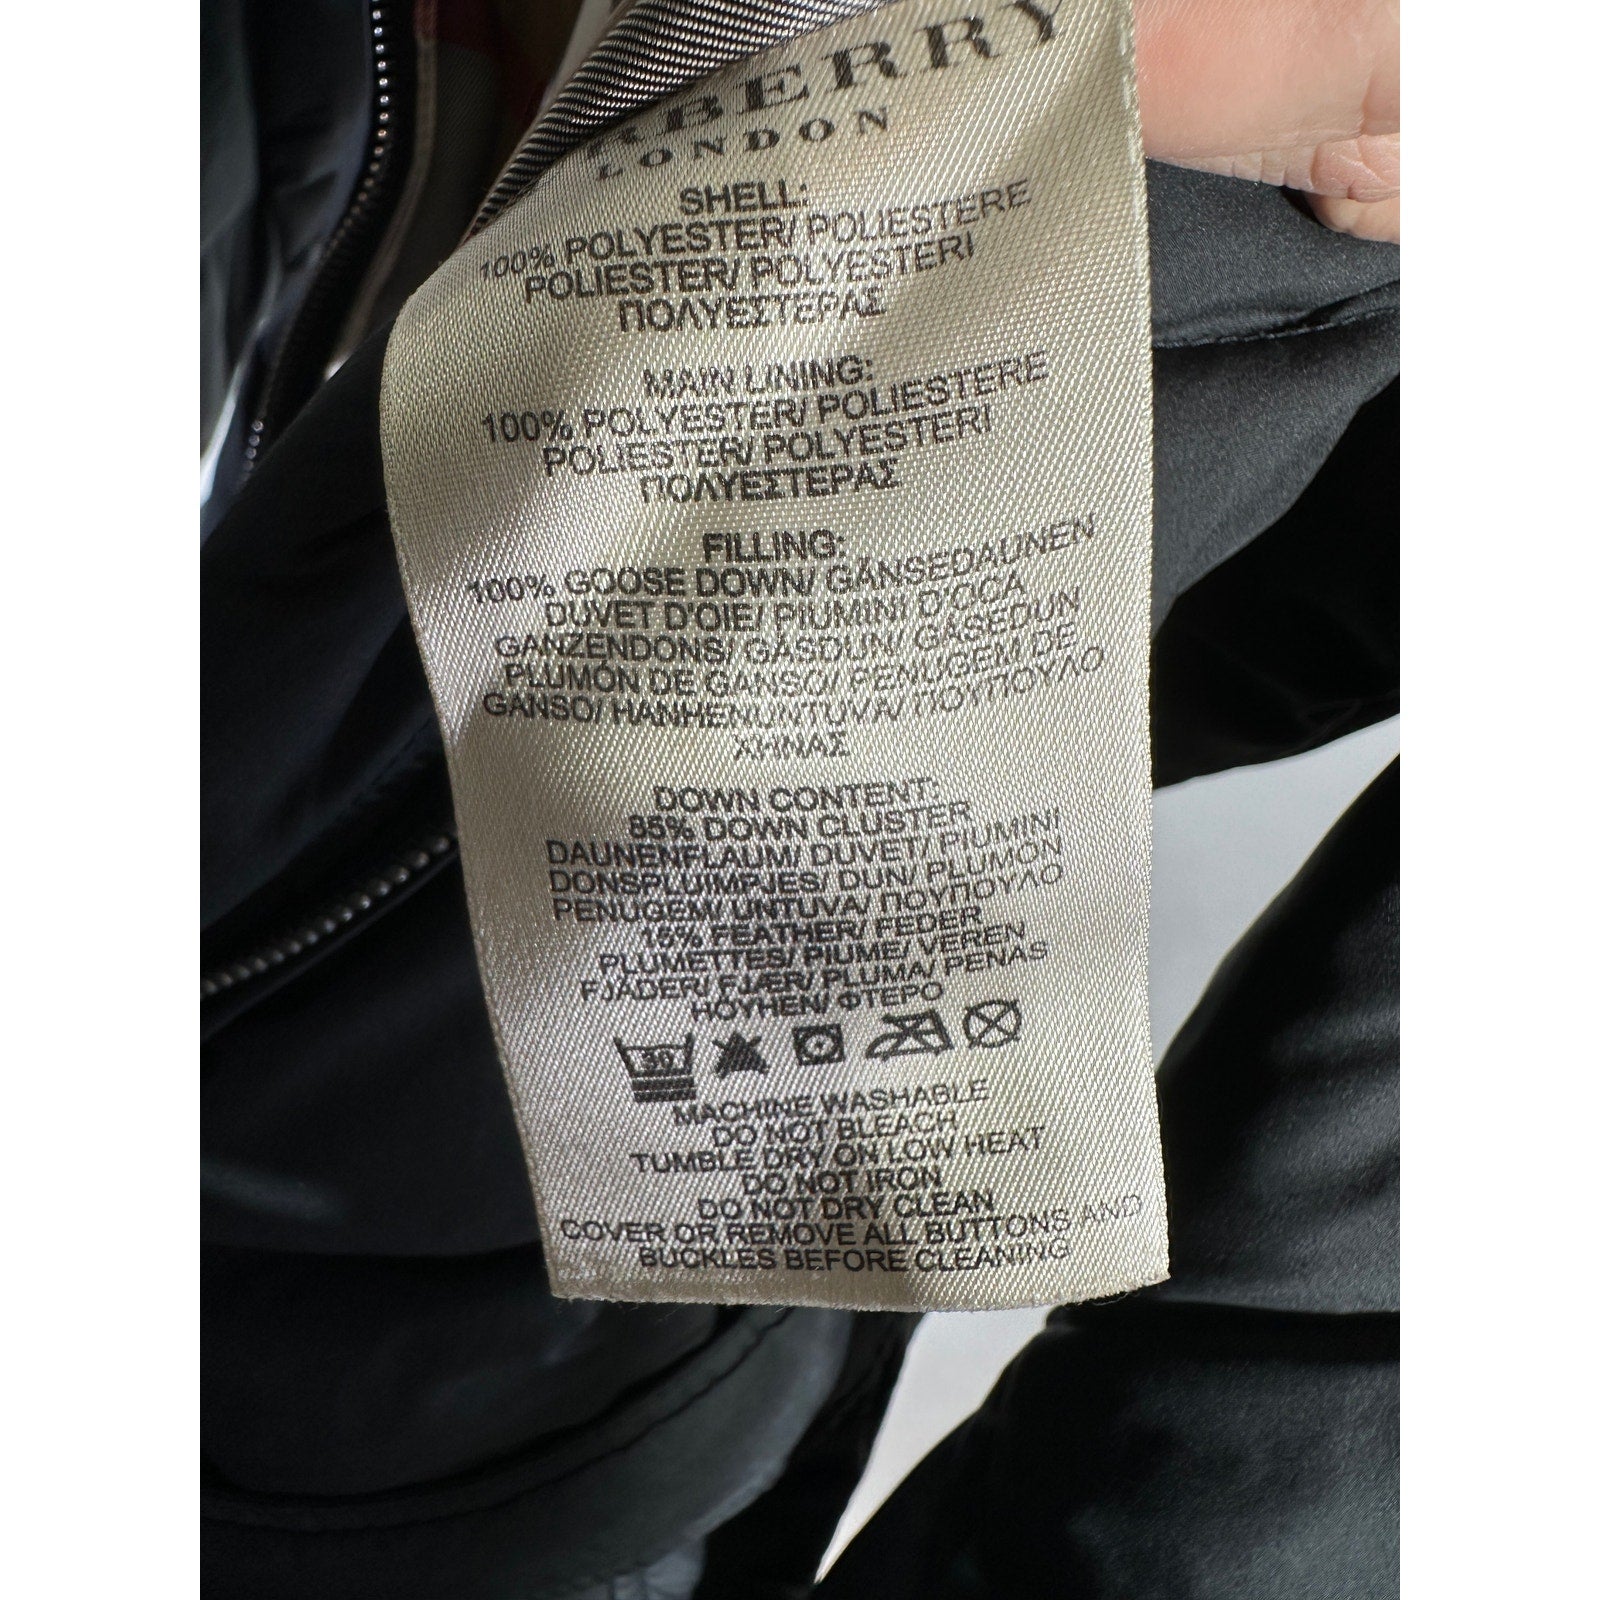 BERRY
LONDON
SHELL:
100% POLYESTER/ POLIESTERE
POLIESTER/ POLYESTERI
ΠΟΛΥΕΣΤΕΡΑΣ
MAIN LINING:
100% POLYESTER/ POLIESTERE
POLIESTER/ POLYESTERI
ΠΟΛΥΕΣΤΕΡΑΣ
FILLING:
100% GOOSE DOWN/ GÄNSEDAUNEN
DUVET D'OIE/ PIUMINI D'OCA
GANZENDONS/ GÅSDUN/ GÅSEDUN
PLUMÓN DE GANSO/ PENUGEM DE
GANSO/ HANHENUNTUVA/ ΠΟΥΠΟΥΛΟ
ΧΗΝΑΣ
DOWN CONTENT:
85% DOWN CLUSTER
DAUNENFLAUM/ DUVET/ PIUMINI
DONSPLUIMPJES/ DUN/ PLUMÓN
PENUGEM/ UNTUVA/ ΠΟΥΠΟΥΛΟ
15% FEATHER/ FEDER
PLUMETTES/ PIUME/ VEREN
FJÄDER/ FJÆR/ PLUMA/ PENAS
HÖYHEN/ ΦΤΕΡΟ
30
MACHINE WASHABLE
DO NOT BLEACH
TUMBLE DRY ON LOW HEAT
DO NOT IRON
DO NOT DRY CLEAN
COVER OR REMOVE ALL BUTTONS AND
BUCKLES BEFORE CLEANING